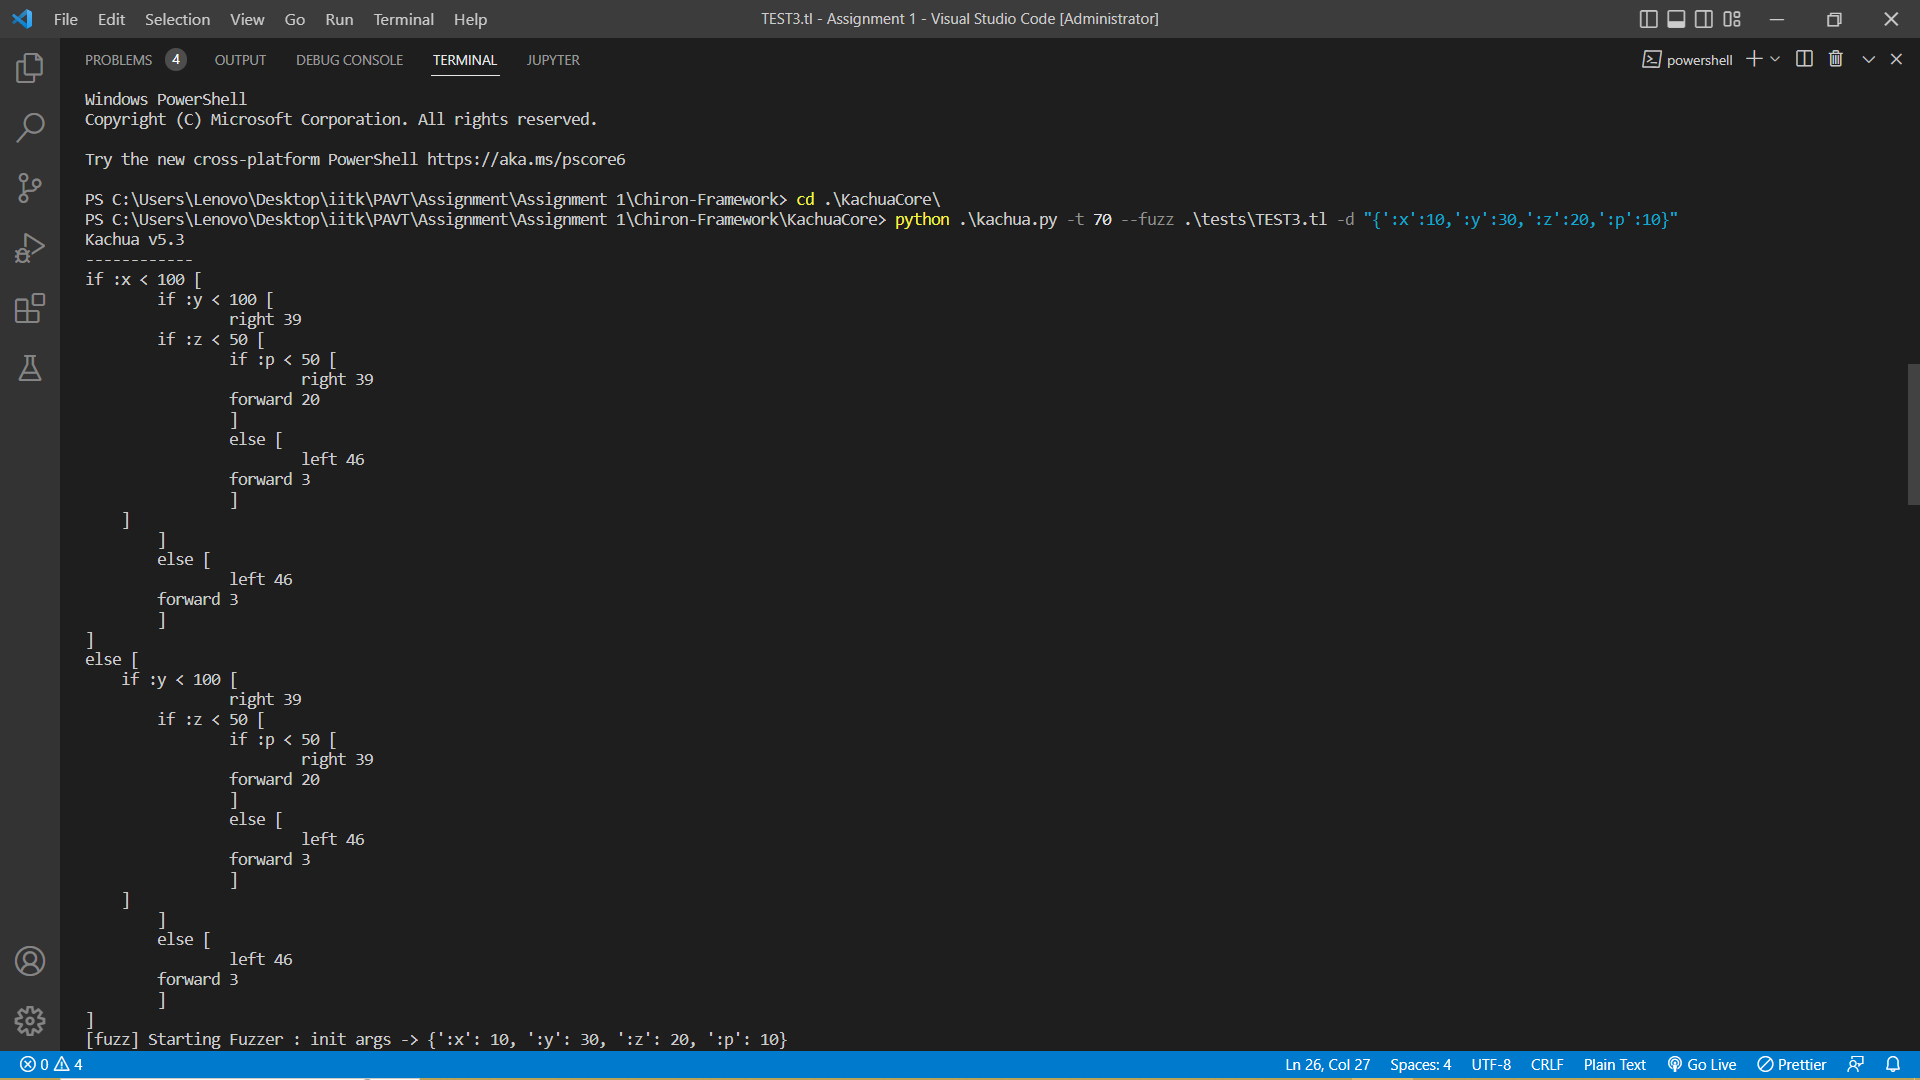 File Edit Selection View Go Run Terminal Help TEST3.tl - Assignment 1 - Visual Studio Code [Administrator]
PROBLEMS 4 OUTPUT DEBUG CONSOLE TERMINAL JUPYTER powershell
Windows PowerShell
Copyright (C) Microsoft Corporation. All rights reserved.
Try the new cross-platform PowerShell https://aka.ms/pscore6
PS C:\Users\Lenovo\Desktop\iitk\PAVT\Assignment\Assignment 1\Chiron-Framework> cd .\KachuaCore\
PS C:\Users\Lenovo\Desktop\iitk\PAVT\Assignment\Assignment 1\Chiron-Framework\KachuaCore> python .\kachua.py -t 70 --fuzz .\tests\TEST3.tl -d "{':x':10,':y':30,':z':20,':p':10}"
Kachua v5.3
------------
if :x < 100 [
if :y < 100 [
right 39
if :z < 50 [
if :p < 50 [
right 39
forward 20
]
else [
left 46
forward 3
]
]
]
else [
left 46
forward 3
]
]
else [
if :y < 100 [
right 39
if :z < 50 [
if :p < 50 [
right 39
forward 20
]
else [
left 46
forward 3
]
]
]
else [
left 46
forward 3
]
]
[fuzz] Starting Fuzzer : init args -> {':x': 10, ':y': 30, ':z': 20, ':p': 10}
0 4 Ln 26, Col 27 Spaces: 4 UTF-8 CRLF Plain Text Go Live Prettier